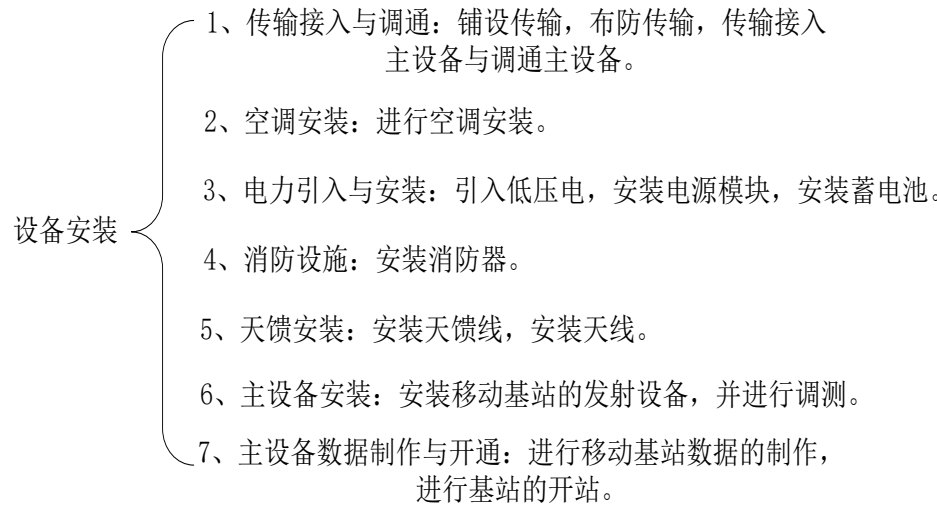 1、传输接入与调通：铺设传输，布防传输，传输接入
主设备与调通主设备。
2、空调安装：进行空调安装。
3、电力引入与安装：引入低压电，安装电源模块，安装蓄电池。
设备安装
4、消防设施：安装消防器。
5、天馈安装：安装天馈线，安装天线。
6、主设备安装：安装移动基站的发射设备，并进行调测。
7、主设备数据制作与开通：进行移动基站数据的制作，
进行基站的开站。